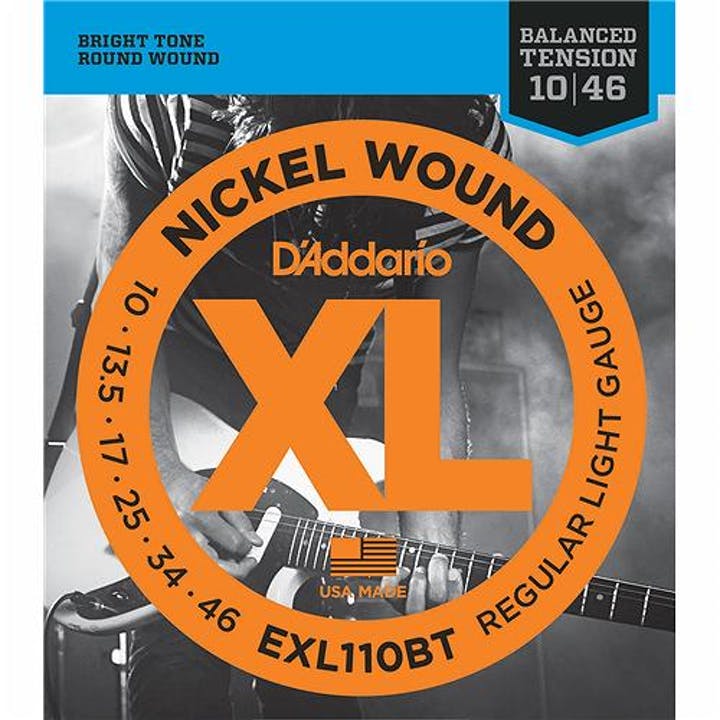 BRIGHT TONE
ROUND WOUND
BALANCED
TENSION
10|46
NICKEL WOUND
D'Addario
XL
10 · 13.5 · 17 · 25 · 34 · 46
EXL110BT
REGULAR LIGHT GAUGE
USA MADE